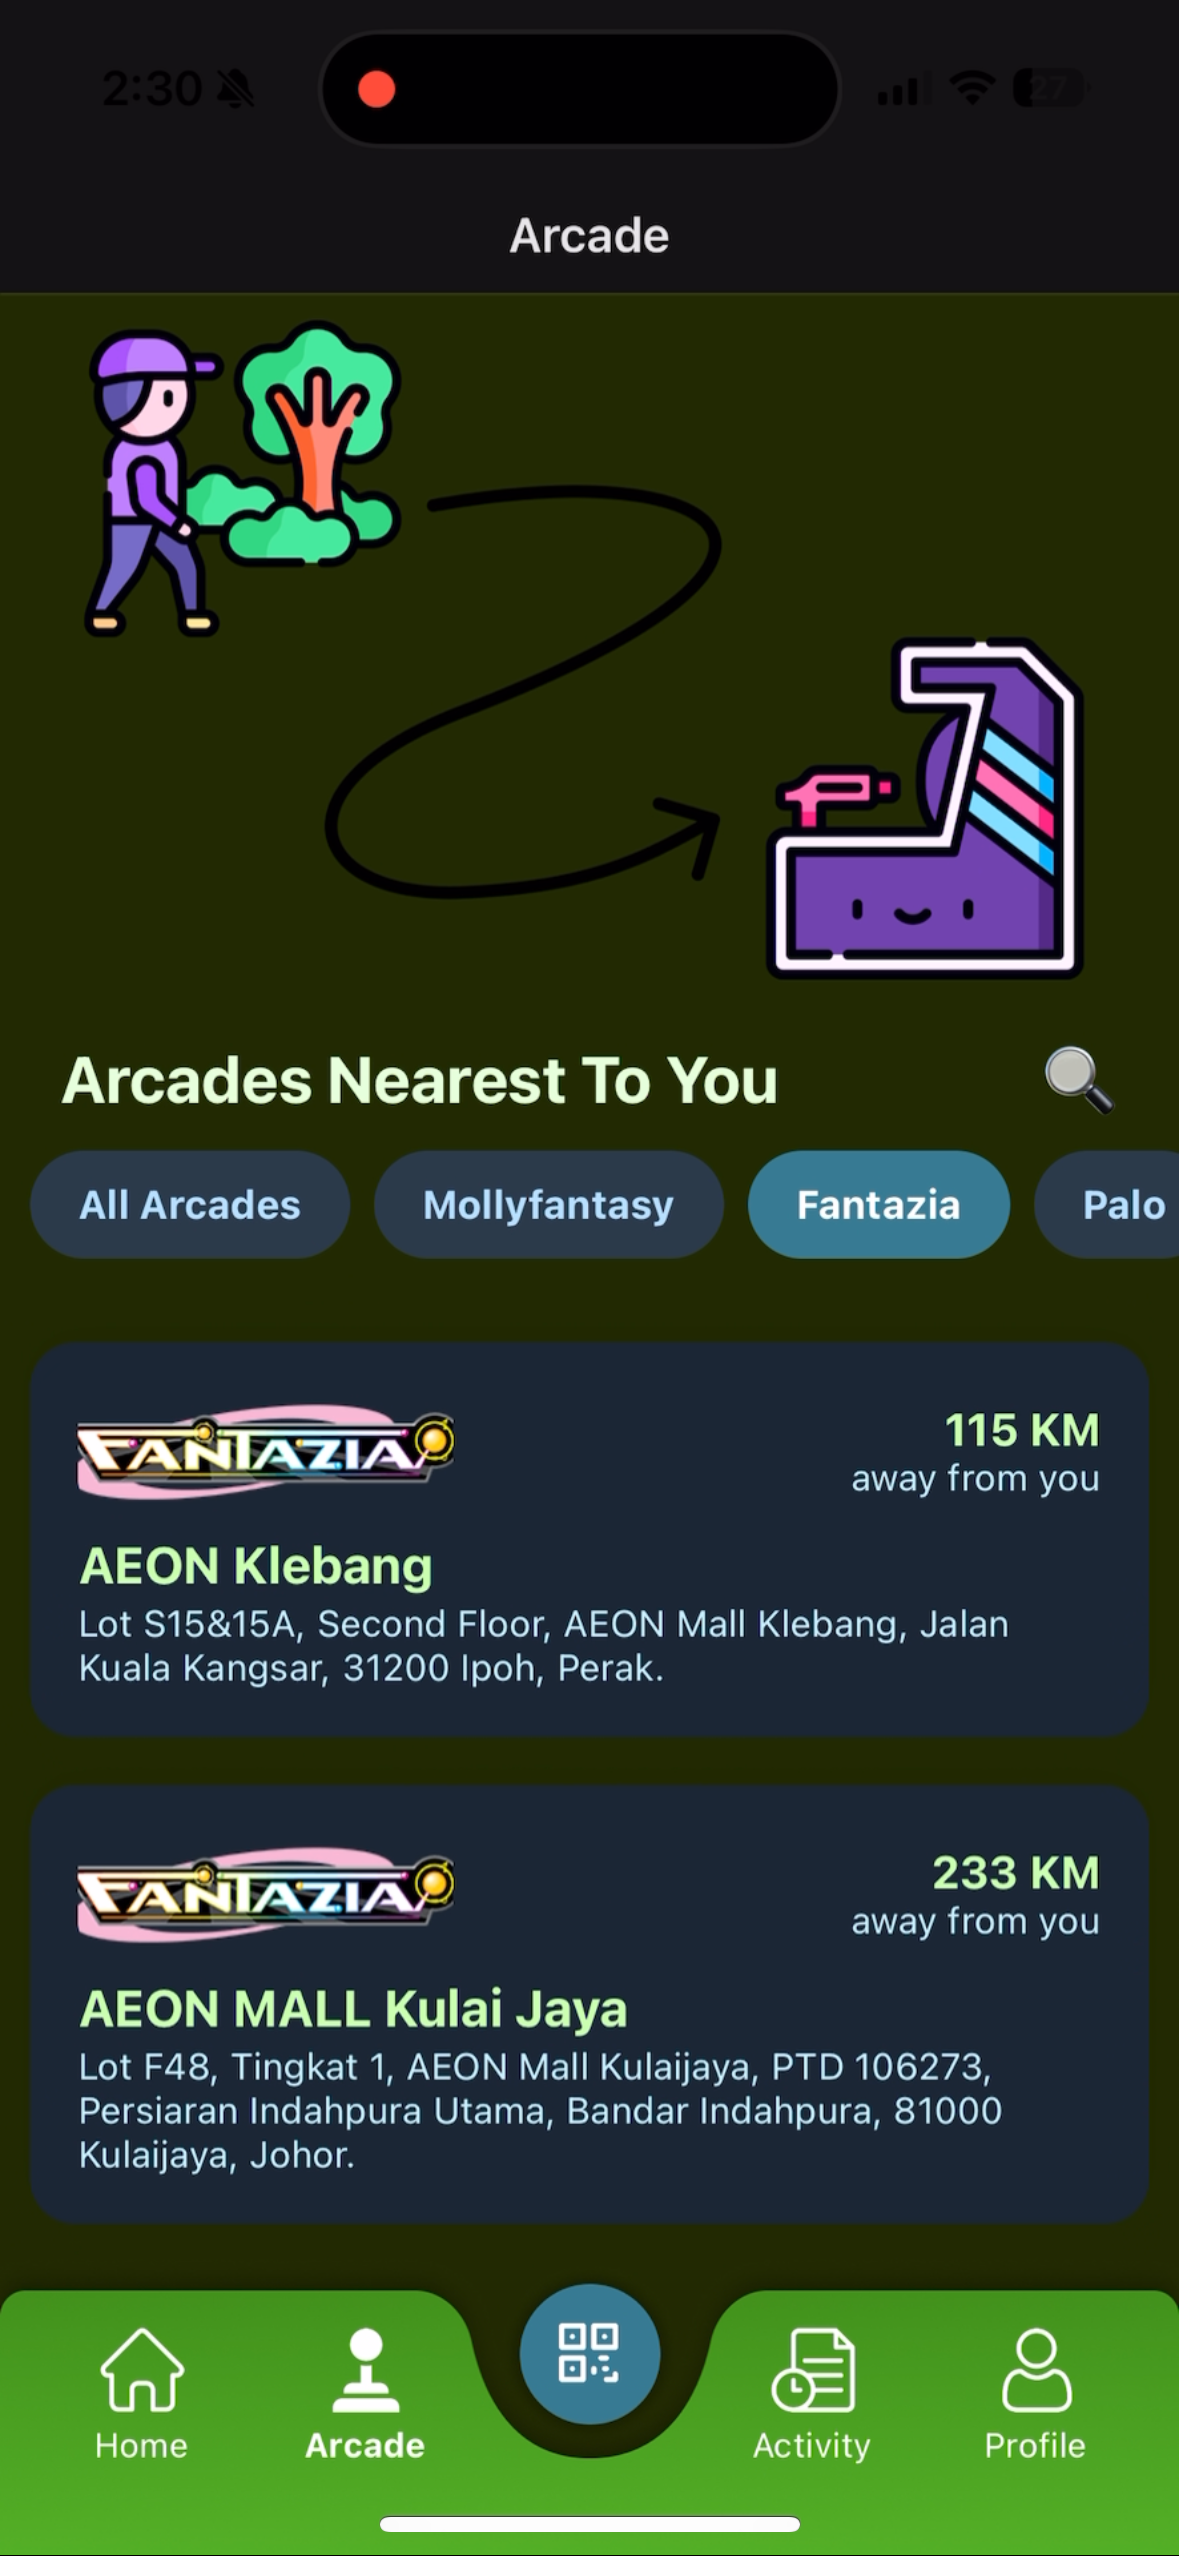 2:30
27
Arcade
Arcades Nearest To You
All Arcades
Mollyfantasy
Fantazia
Palo
FANTAZIA
115 KM
away from you
AEON Klebang
Lot S15&15A, Second Floor, AEON Mall Klebang, Jalan
Kuala Kangsar, 31200 Ipoh, Perak.
FANTAZIA
233 KM
away from you
AEON MALL Kulai Jaya
Lot F48, Tingkat 1, AEON Mall Kulaijaya, PTD 106273,
Persiaran Indahpura Utama, Bandar Indahpura, 81000
Kulaijaya, Johor.
Home
Arcade
Activity
Profile